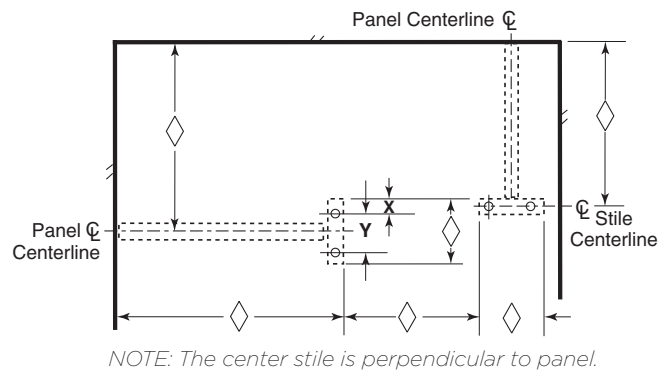 Panel Centerline ℄
X
Y
Panel ℄
Centerline
℄ Stile
Centerline
NOTE: The center stile is perpendicular to panel.